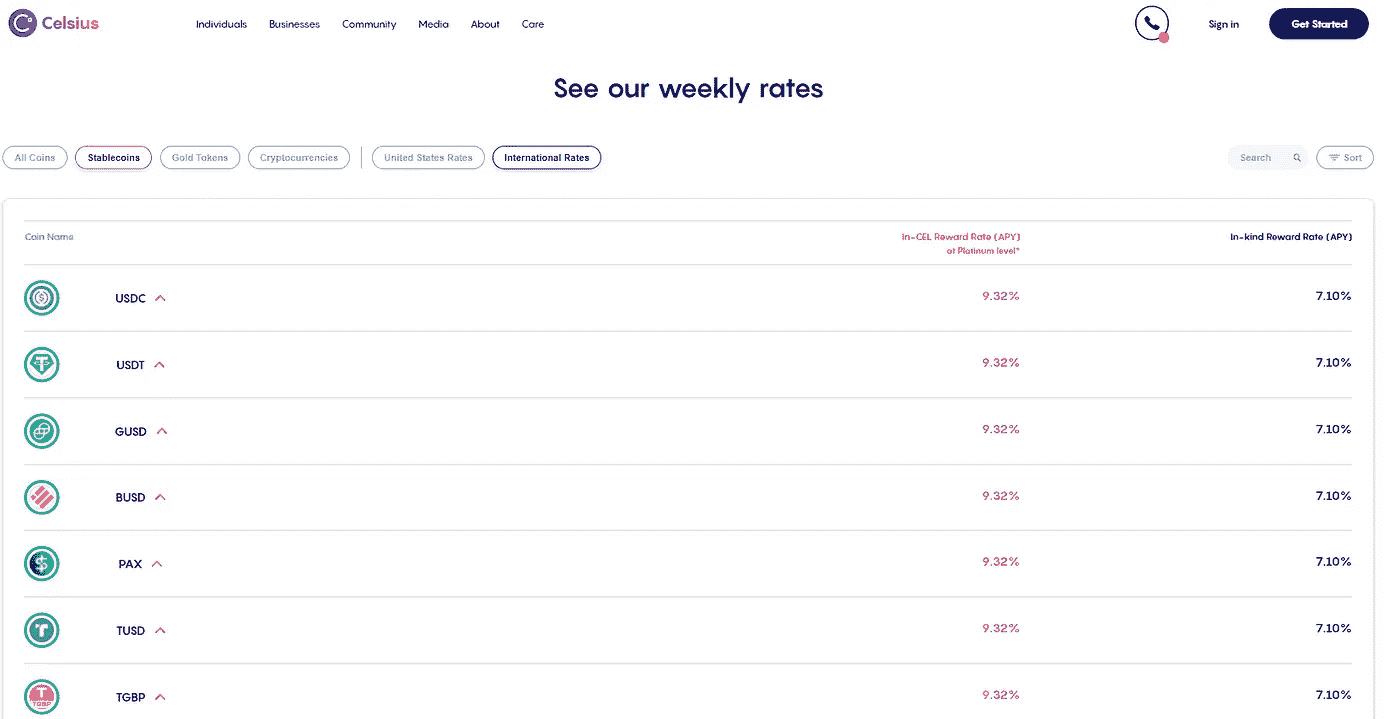 Celsius
Individuals Businesses Community Media About Care
Sign in Get Started
See our weekly rates
All Coins Stablecoins Gold Tokens Cryptocurrencies United States Rates International Rates Search Sort
Coin Name In-CEL Reward Rate (APY) In-kind Reward Rate (APY)
at Platinum level*
USDC 9.32% 7.10%
USDT 9.32% 7.10%
GUSD 9.32% 7.10%
BUSD 9.32% 7.10%
PAX 9.32% 7.10%
TUSD 9.32% 7.10%
TGBP 9.32% 7.10%
TGBP